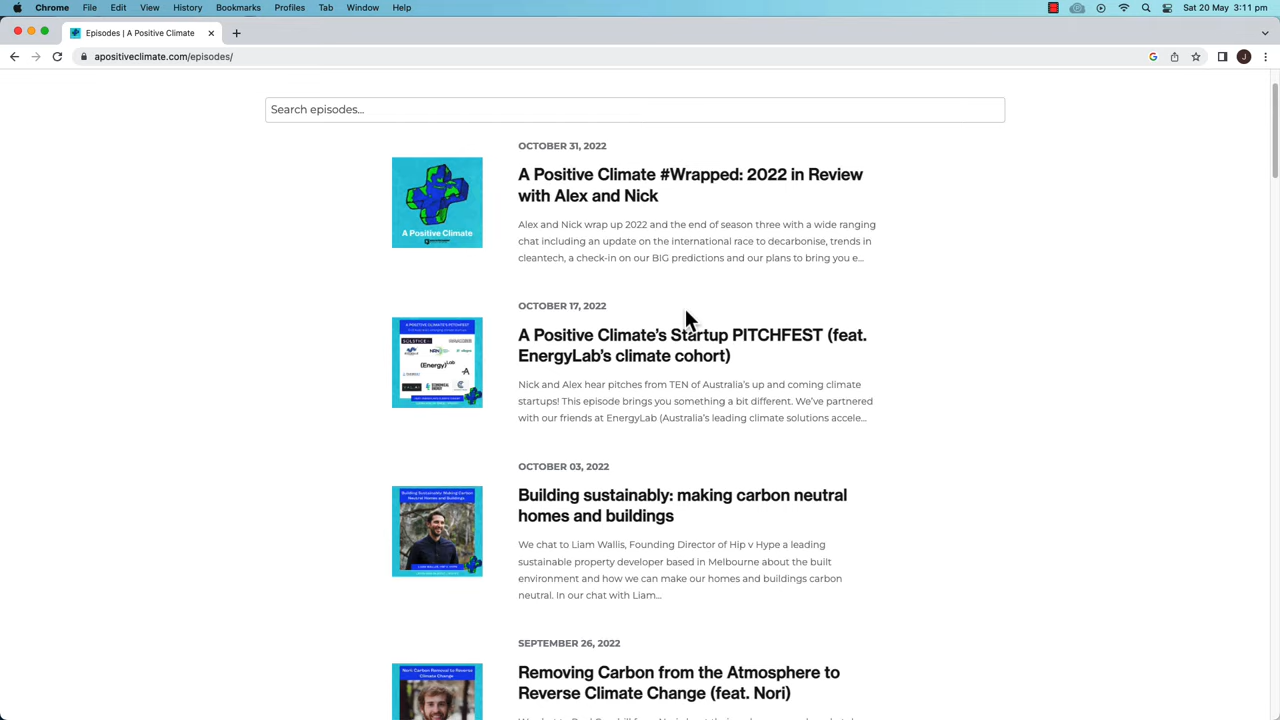 Chrome File Edit View History Bookmarks Profiles Tab Window Help Sat 20 May 3:11 pm
Episodes | A Positive Climate
apositiveclimate.com/episodes/
J
Search episodes...
OCTOBER 31, 2022
A Positive Climate #Wrapped: 2022 in Review
with Alex and Nick
Alex and Nick wrap up 2022 and the end of season three with a wide ranging
chat including an update on the international race to decarbonise, trends in
cleantech, a check-in on our BIG predictions and our plans to bring you e...
A Positive Climate
OCTOBER 17, 2022
A Positive Climate's Startup PITCHFEST (feat.
EnergyLab's climate cohort)
Nick and Alex hear pitches from TEN of Australia's up and coming climate
startups! This episode brings you something a bit different. We've partnered
with our friends at EnergyLab (Australia's leading climate solutions accele...
A POSITIVE CLIMATE'S PITCHFEST
SOLSTICE
(Energy)Lab
OCTOBER 03, 2022
Building sustainably: making carbon neutral
homes and buildings
We chat to Liam Wallis, Founding Director of Hip v Hype a leading
sustainable property developer based in Melbourne about the built
environment and how we can make our homes and buildings carbon
neutral. In our chat with Liam...
Building Sustainably: Making Carbon
Neutral Homes and Buildings
LIAM WALLIS (HIP V HYPE)
SEPTEMBER 26, 2022
Removing Carbon from the Atmosphere to
Reverse Climate Change (feat. Nori)
Nori: Carbon Removal to Reverse
Climate Change